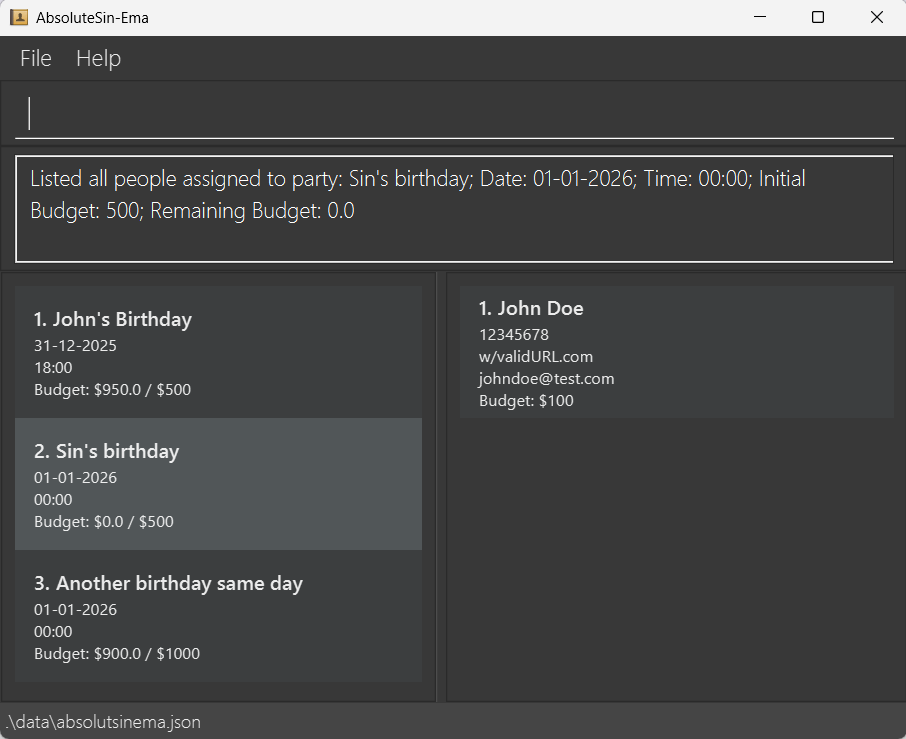 AbsoluteSin-Ema
File Help
Listed all people assigned to party: Sin's birthday; Date: 01-01-2026; Time: 00:00; Initial
Budget: 500; Remaining Budget: 0.0
1. John's Birthday
31-12-2025
18:00
Budget: $950.0 / $500
2. Sin's birthday
01-01-2026
00:00
Budget: $0.0 / $500
3. Another birthday same day
01-01-2026
00:00
Budget: $900.0 / $1000
1. John Doe
12345678
w/validURL.com
johndoe@test.com
Budget: $100
.\data\absolutsinema.json